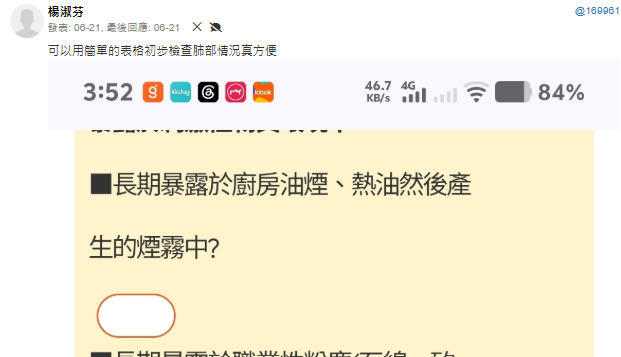 楊淑芬
@169961
發表: 06-21, 最後回應: 06-21
可以用簡單的表格初步檢查肺部情況真方便
3:52
46.7
KB/s
4G
84%
■長期暴露於廚房油煙、熱油然後產
生的煙霧中?